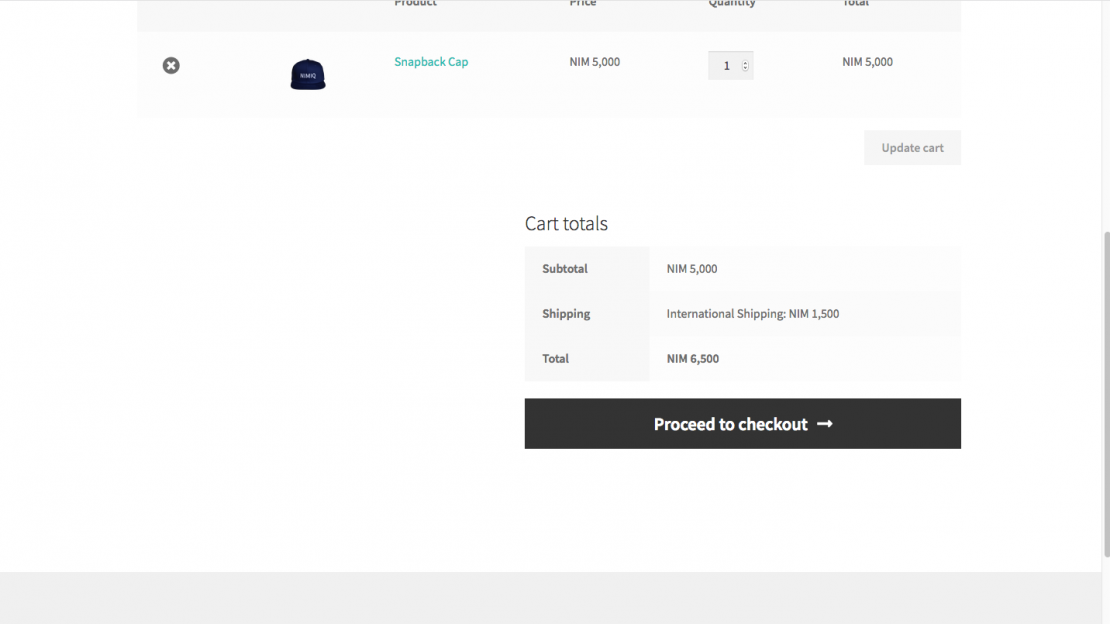 Product Price Quantity Total
NIMIQ
Snapback Cap NIM 5,000 1 NIM 5,000
Update cart
Cart totals
Subtotal NIM 5,000
Shipping International Shipping: NIM 1,500
Total NIM 6,500
Proceed to checkout →